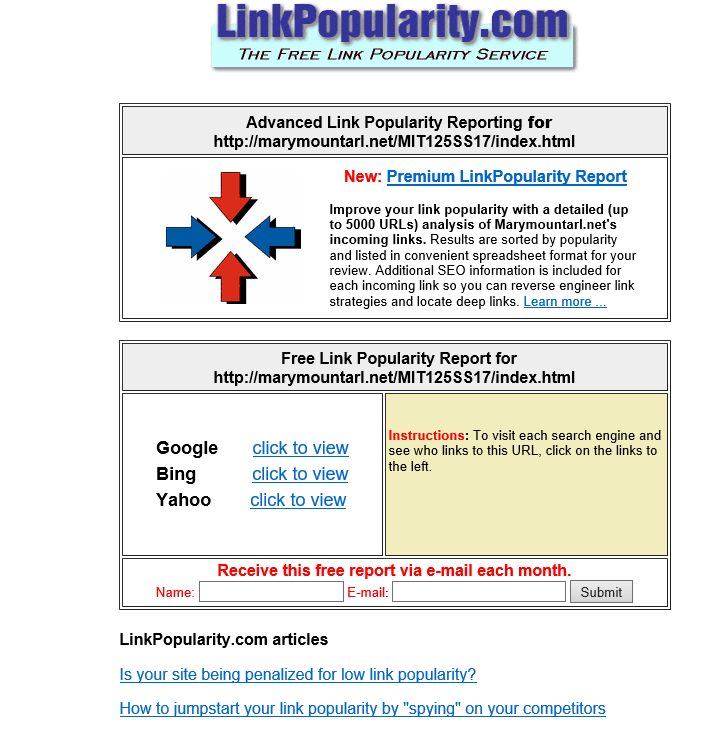 LinkPopularity.com
THE FREE LINK POPULARITY SERVICE
Advanced Link Popularity Reporting for
http://marymountarl.net/MIT125SS17/index.html
New: Premium LinkPopularity Report
Improve your link popularity with a detailed (up
to 5000 URLs) analysis of Marymountarl.net's
incoming links. Results are sorted by popularity
and listed in convenient spreadsheet format for your
review. Additional SEO information is included for
each incoming link so you can reverse engineer link
strategies and locate deep links. Learn more ...
Free Link Popularity Report for
http://marymountarl.net/MIT125SS17/index.html
Google click to view
Bing click to view
Yahoo click to view
Instructions: To visit each search engine and
see who links to this URL, click on the links to
the left.
Receive this free report via e-mail each month.
Name: E-mail: Submit
LinkPopularity.com articles
Is your site being penalized for low link popularity?
How to jumpstart your link popularity by "spying" on your competitors